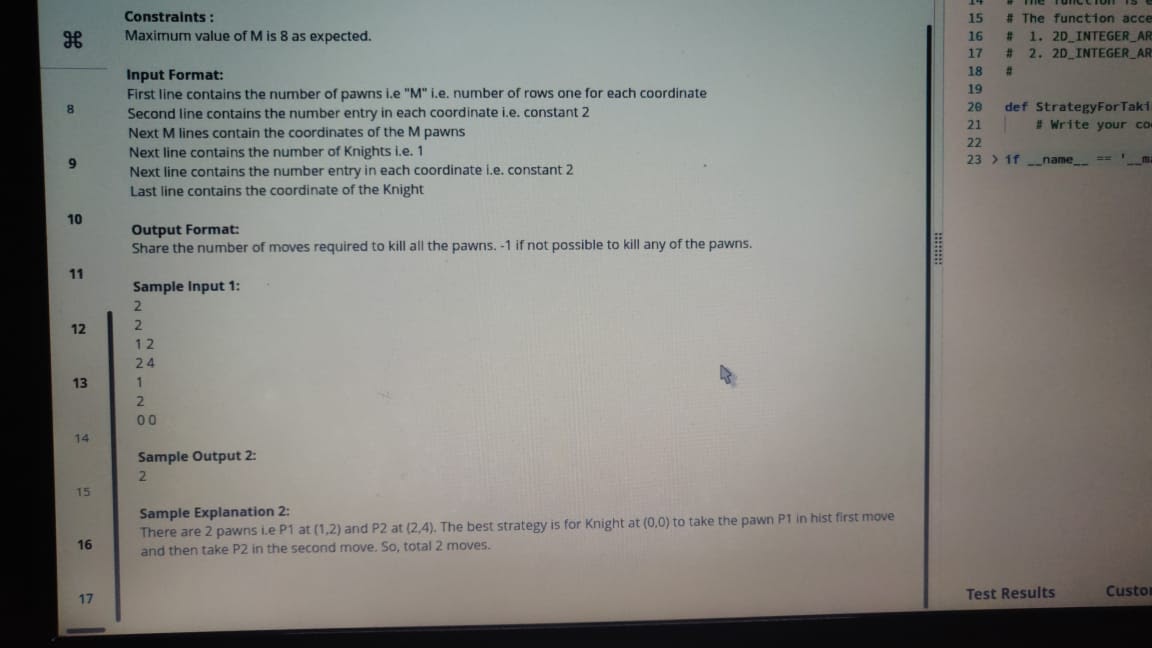 Constraints :
Maximum value of M is 8 as expected.
Input Format:
First line contains the number of pawns i.e "M" i.e. number of rows one for each coordinate
Second line contains the number entry in each coordinate i.e. constant 2
Next M lines contain the coordinates of the M pawns
Next line contains the number of Knights i.e. 1
Next line contains the number entry in each coordinate i.e. constant 2
Last line contains the coordinate of the Knight
Output Format:
Share the number of moves required to kill all the pawns. -1 if not possible to kill any of the pawns.
Sample Input 1:
2
2
1 2
2 4
1
2
0 0
Sample Output 2:
2
Sample Explanation 2:
There are 2 pawns i.e P1 at (1,2) and P2 at (2,4). The best strategy is for Knight at (0,0) to take the pawn P1 in hist first move
and then take P2 in the second move. So, total 2 moves.
⌘
8
9
10
11
12
13
14
15
16
17
15 # The function acce
16 # 1. 2D_INTEGER_AR
17 # 2. 2D_INTEGER_AR
18 #
19
20 def StrategyForTaki
21 # Write your co
22
23 > if __name__ == '__ma
Test Results Custo